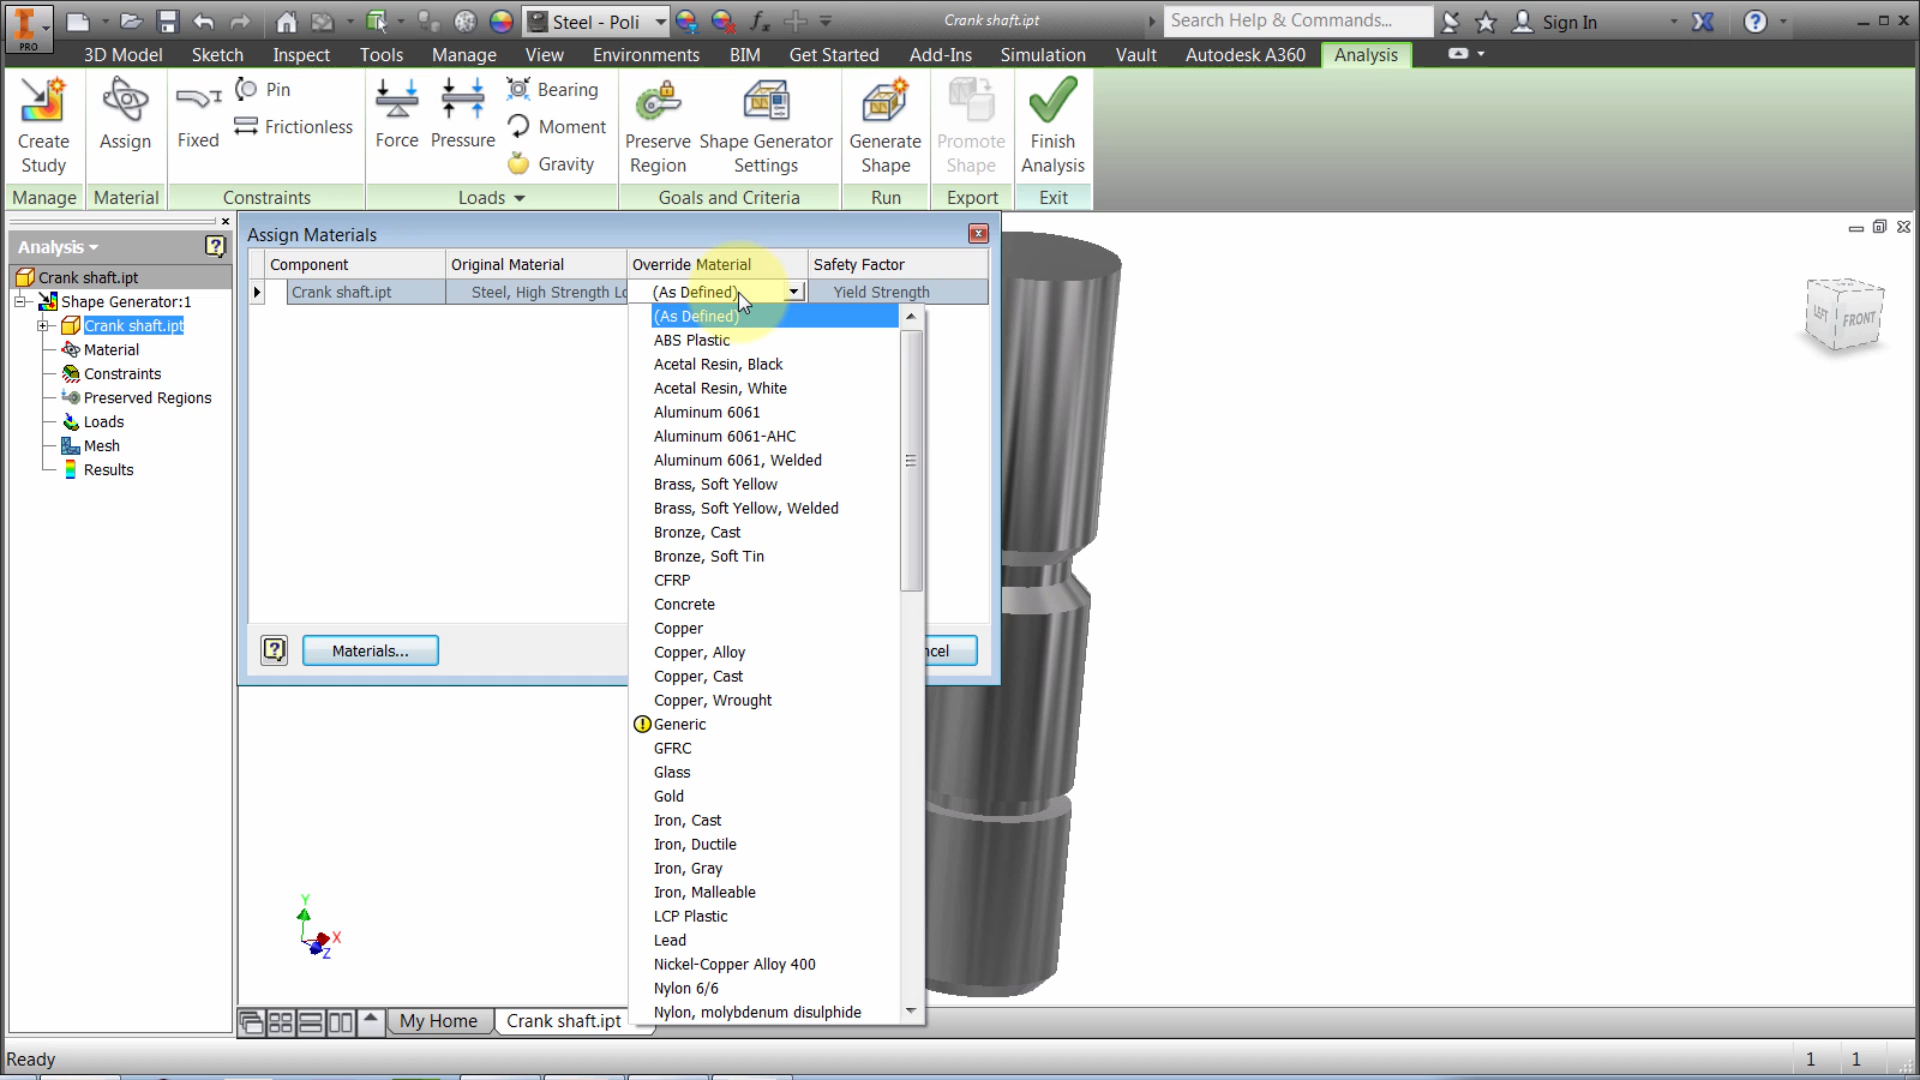 PRO
Steel - Poli
Crank shaft.ipt
Search Help & Commands...
Sign In
3D Model
Sketch
Inspect
Tools
Manage
View
Environments
BIM
Get Started
Add-Ins
Simulation
Vault
Autodesk A360
Analysis
Create
Study
Assign
Fixed
Pin
Frictionless
Force
Pressure
Bearing
Moment
Gravity
Preserve
Region
Shape Generator
Settings
Generate
Shape
Promote
Shape
Finish
Analysis
Manage
Material
Constraints
Loads
Goals and Criteria
Run
Export
Exit
Analysis
Crank shaft.ipt
Shape Generator:1
Crank shaft.ipt
Material
Constraints
Preserved Regions
Loads
Mesh
Results
Assign Materials
Component
Original Material
Override Material
Safety Factor
Crank shaft.ipt
Steel, High Strength Lo
(As Defined)
Yield Strength
(As Defined)
ABS Plastic
Acetal Resin, Black
Acetal Resin, White
Aluminum 6061
Aluminum 6061-AHC
Aluminum 6061, Welded
Brass, Soft Yellow
Brass, Soft Yellow, Welded
Bronze, Cast
Bronze, Soft Tin
CFRP
Concrete
Copper
Copper, Alloy
Copper, Cast
Copper, Wrought
Generic
GFRC
Glass
Gold
Iron, Cast
Iron, Ductile
Iron, Gray
Iron, Malleable
LCP Plastic
Lead
Nickel-Copper Alloy 400
Nylon 6/6
Nylon, molybdenum disulphide
Materials...
ncel
LEFT
FRONT
Y
X
Z
My Home
Crank shaft.ipt
Ready
1
1